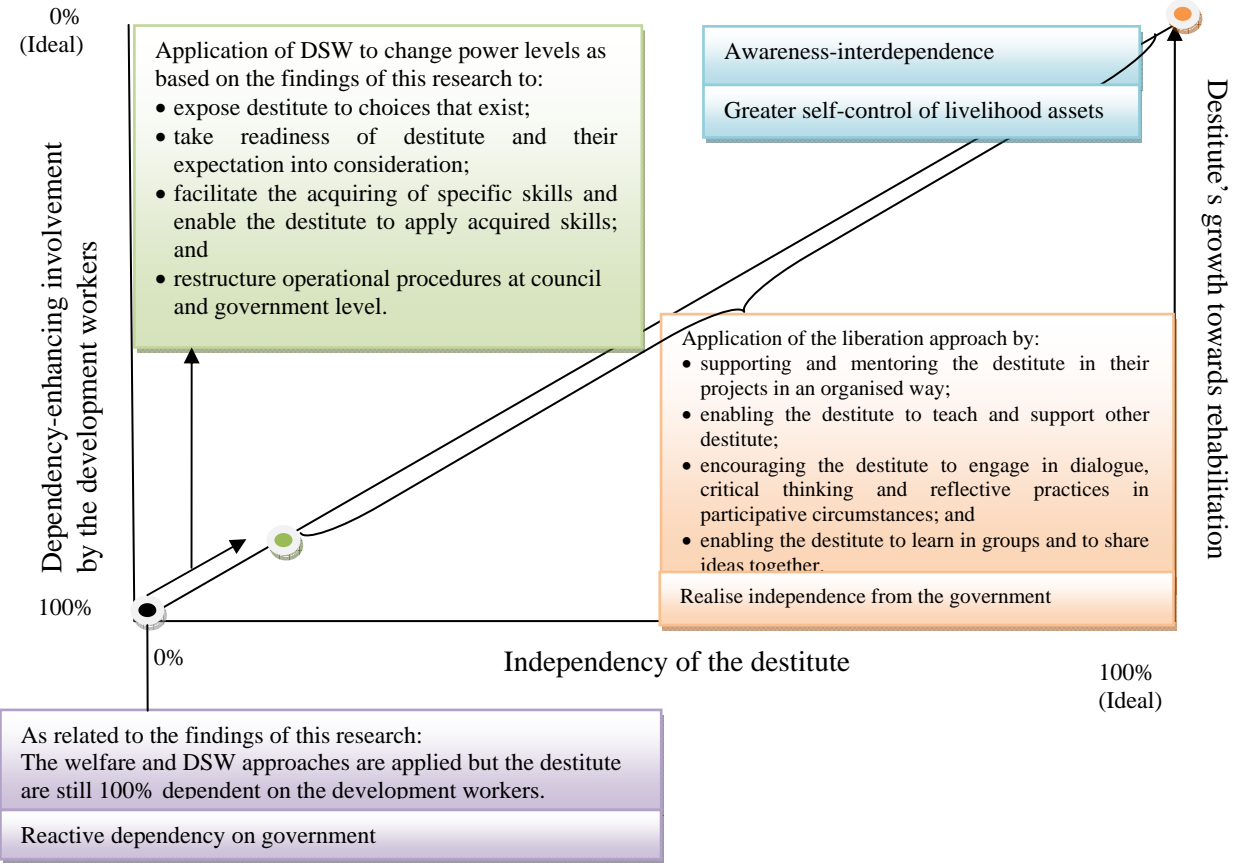 0%
(Ideal)
Application of DSW to change power levels as
based on the findings of this research to:
• expose destitute to choices that exist;
• take readiness of destitute and their
expectation into consideration;
• facilitate the acquiring of specific skills and
enable the destitute to apply acquired skills;
and
• restructure operational procedures at council
and government level.
Awareness-interdependence
Greater self-control of livelihood assets
Destitute’s growth towards rehabilitation
Dependency-enhancing involvement
by the development workers
Application of the liberation approach by:
• supporting and mentoring the destitute in their
projects in an organised way;
• enabling the destitute to teach and support other
destitute;
• encouraging the destitute to engage in dialogue,
critical thinking and reflective practices in
participative circumstances; and
• enabling the destitute to learn in groups and to share
ideas together.
Realise independence from the government
100%
0%
Independency of the destitute
100%
(Ideal)
As related to the findings of this research:
The welfare and DSW approaches are applied but the destitute
are still 100% dependent on the development workers.
Reactive dependency on government